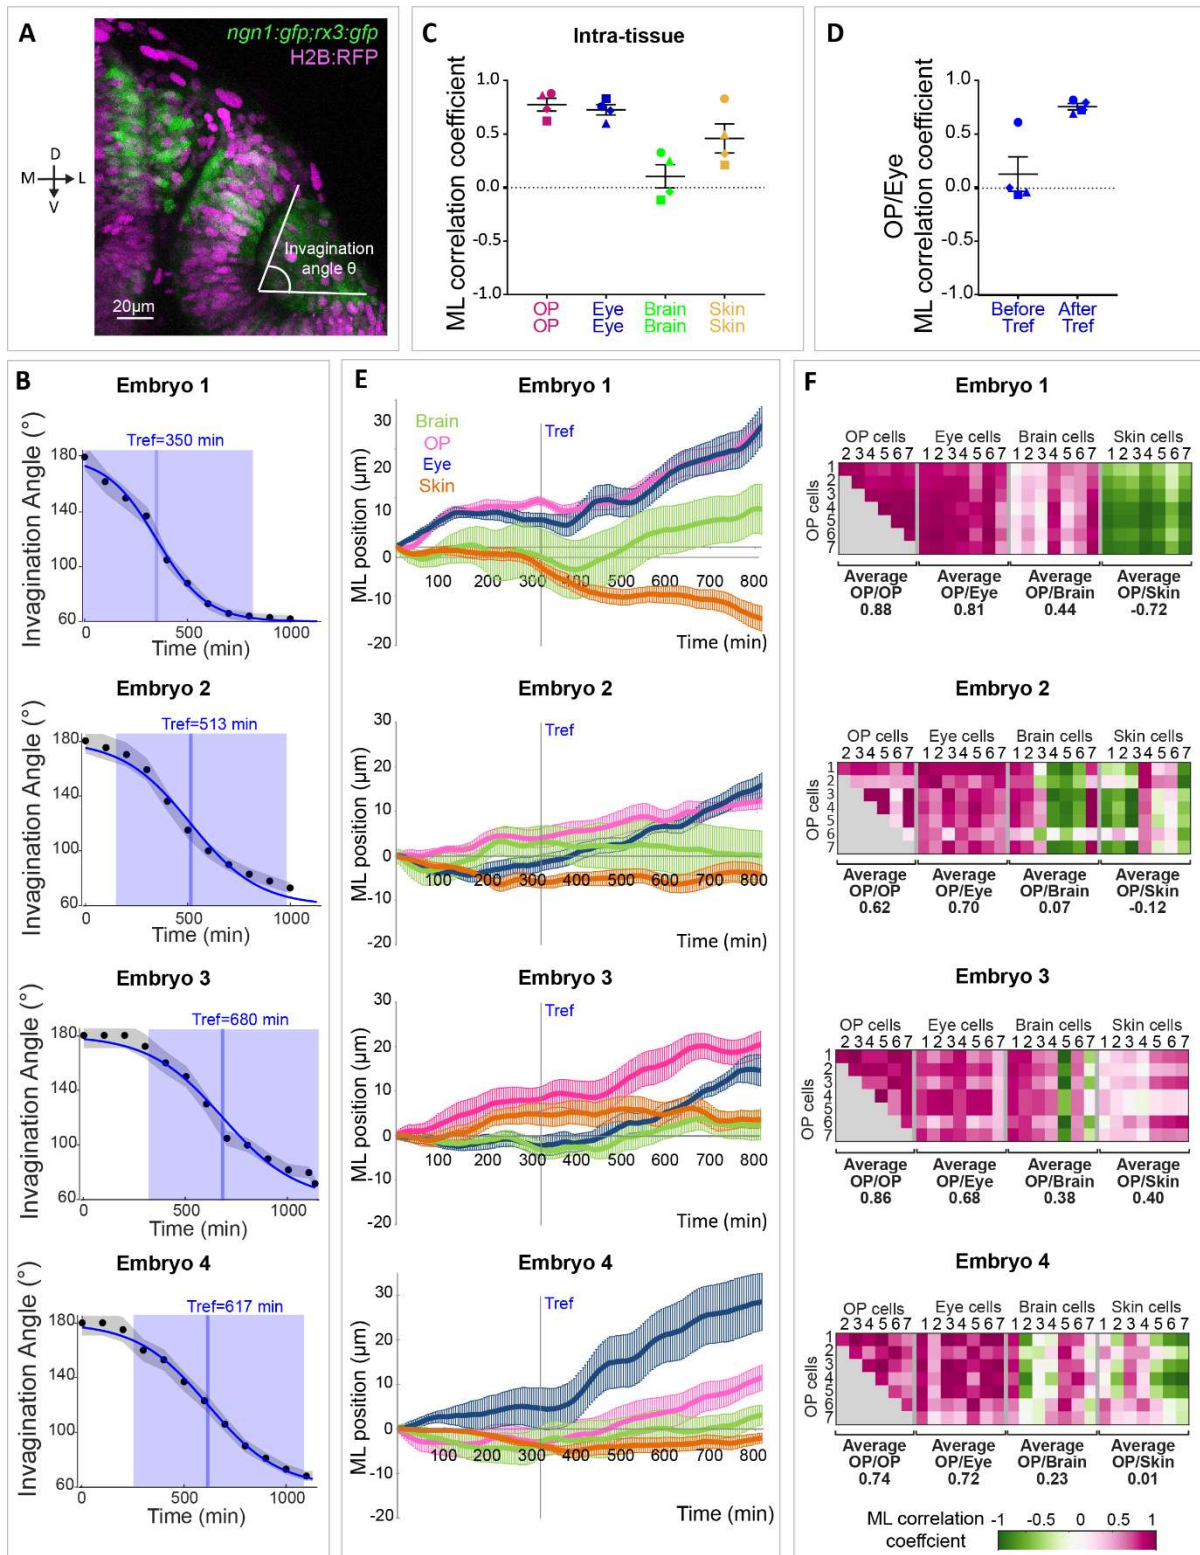 A
ngn1:gfp;rx3:gfp
H2B:RFP
D
M L
V
Invagination
angle θ
20µm
C
Intra-tissue
ML correlation coefficient
1.0
0.5
0.0
-0.5
-1.0
OP Eye Brain Skin
OP Eye Brain Skin
D
OP/Eye
ML correlation coefficient
1.0
0.5
0.0
-0.5
-1.0
Before After
Tref Tref
B
Embryo 1
Tref=350 min
Invagination Angle (°)
180
140
100
60
0 500 1000
Time (min)
Embryo 2
Tref=513 min
Invagination Angle (°)
180
140
100
60
0 500 1000
Time (min)
Embryo 3
Tref=680 min
Invagination Angle (°)
180
140
100
60
0 500 1000
Time (min)
Embryo 4
Tref=617 min
Invagination Angle (°)
180
140
100
60
0 500 1000
Time (min)
E
Embryo 1
Brain
OP
Eye
Skin
Tref
ML position (µm)
30
20
10
0
-10
-20
100 200 300 400 500 600 700 800
Time (min)
Embryo 2
Tref
ML position (µm)
30
20
10
0
-10
-20
100 200 300 400 500 600 700 800
Time (min)
Embryo 3
Tref
ML position (µm)
30
20
10
0
-10
-20
100 200 300 400 500 600 700 800
Time (min)
Embryo 4
Tref
ML position (µm)
30
20
10
0
-10
-20
100 200 300 400 500 600 700 800
Time (min)
F
Embryo 1
OP cells Eye cells Brain cells Skin cells
2 3 4 5 6 7 1 2 3 4 5 6 7 1 2 3 4 5 6 7 1 2 3 4 5 6 7
OP cells
1
2
3
4
5
6
7
Average Average Average Average
OP/OP OP/Eye OP/Brain OP/Skin
0.88 0.81 0.44 -0.72
Embryo 2
OP cells Eye cells Brain cells Skin cells
2 3 4 5 6 7 1 2 3 4 5 6 7 1 2 3 4 5 6 7 1 2 3 4 5 6 7
OP cells
1
2
3
4
5
6
7
Average Average Average Average
OP/OP OP/Eye OP/Brain OP/Skin
0.62 0.70 0.07 -0.12
Embryo 3
OP cells Eye cells Brain cells Skin cells
2 3 4 5 6 7 1 2 3 4 5 6 7 1 2 3 4 5 6 7 1 2 3 4 5 6 7
OP cells
1
2
3
4
5
6
7
Average Average Average Average
OP/OP OP/Eye OP/Brain OP/Skin
0.86 0.68 0.38 0.40
Embryo 4
OP cells Eye cells Brain cells Skin cells
2 3 4 5 6 7 1 2 3 4 5 6 7 1 2 3 4 5 6 7 1 2 3 4 5 6 7
OP cells
1
2
3
4
5
6
7
Average Average Average Average
OP/OP OP/Eye OP/Brain OP/Skin
0.74 0.72 0.23 0.01
ML correlation
coeffcient
-1 -0.5 0 0.5 1